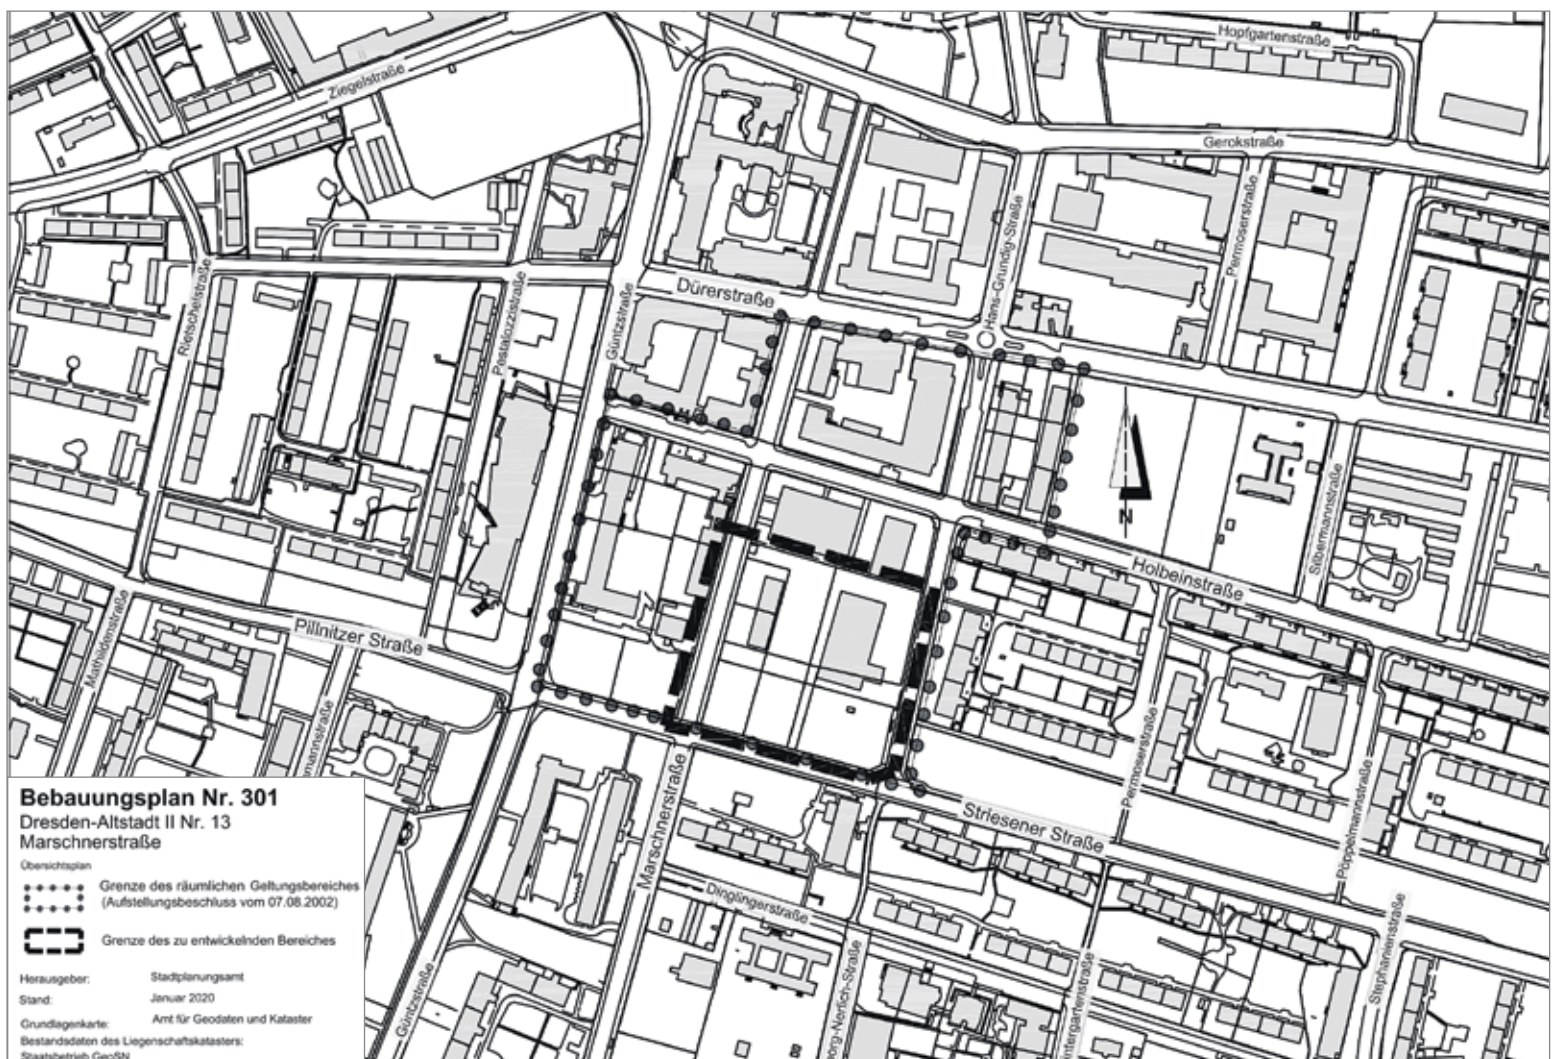 Hopfgartenstraße
Ziegelstraße
Gerokstraße
Permoserstraße
Hans-Grundig-Straße
Rietschelstraße
Pestalozzistraße
Güntzstraße
Dürerstraße
Silbermannstraße
Holbeinstraße
Pillnitzer Straße
Mathildenstraße
Permoserstraße
Pöppelmannstraße
Marschnerstraße
Striesener Straße
Dinglingerstraße
Stephanienstraße
Güntzstraße
N
Bebauungsplan Nr. 301
Dresden-Altstadt II Nr. 13
Marschnerstraße
Übersichtsplan
Grenze des räumlichen Geltungsbereiches
(Aufstellungsbeschluss vom 07.08.2002)
Grenze des zu entwickelnden Bereiches
Herausgeber: Stadtplanungsamt
Stand: Januar 2020
Grundlagenkarte: Amt für Geodaten und Kataster
Bestandsdaten des Liegenschaftskatasters:
Staatsbetrieb GeoSN